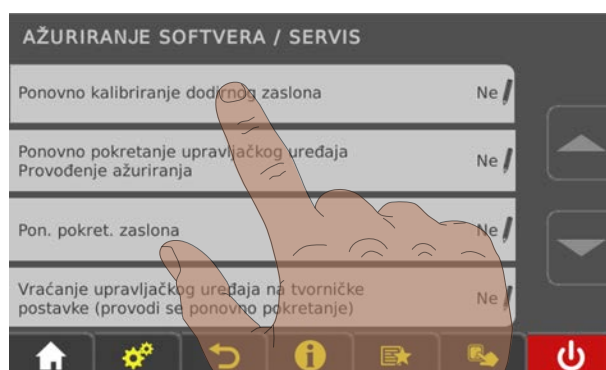 AŽURIRANJE SOFTVERA / SERVIS
Ponovno kalibriranje dodirnog zaslona Ne
Ponovno pokretanje upravljačkog uređaja
Provođenje ažuriranja Ne
Pon. pokret. zaslona Ne
Vraćanje upravljačkog uređaja na tvorničke
postavke (provodi se ponovno pokretanje) Ne